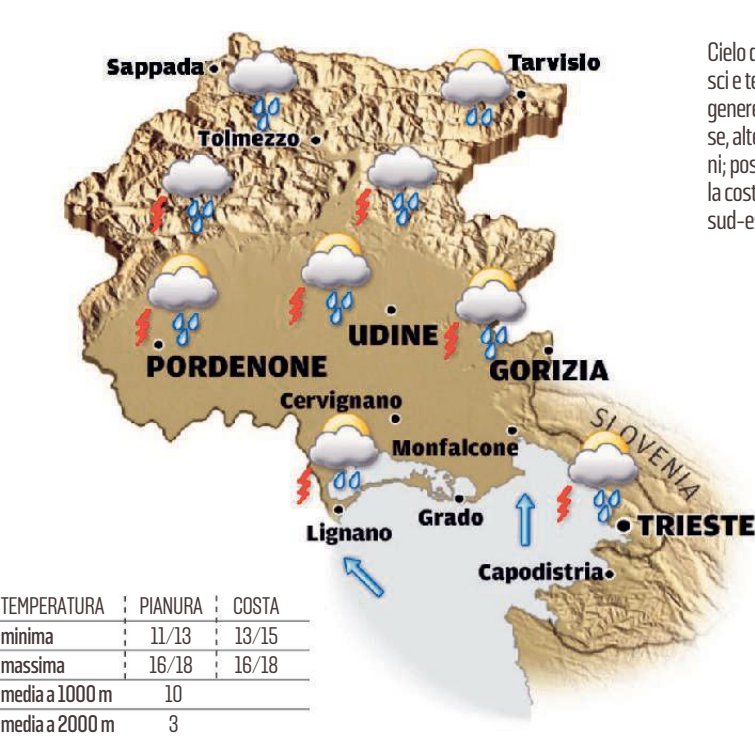 Sappada
Tarvisio
Tolmezzo
UDINE
PORDENONE
GORIZIA
Cervignano
Monfalcone
SLOVENIA
Lignano
Grado
TRIESTE
Capodistria
Cielo
sci e te
genere
se, alte
ni; pos
la cost
sud-e
TEMPERATURA PIANURA COSTA
minima 11/13 13/15
massima 16/18 16/18
media a 1000 m 10
media a 2000 m 3